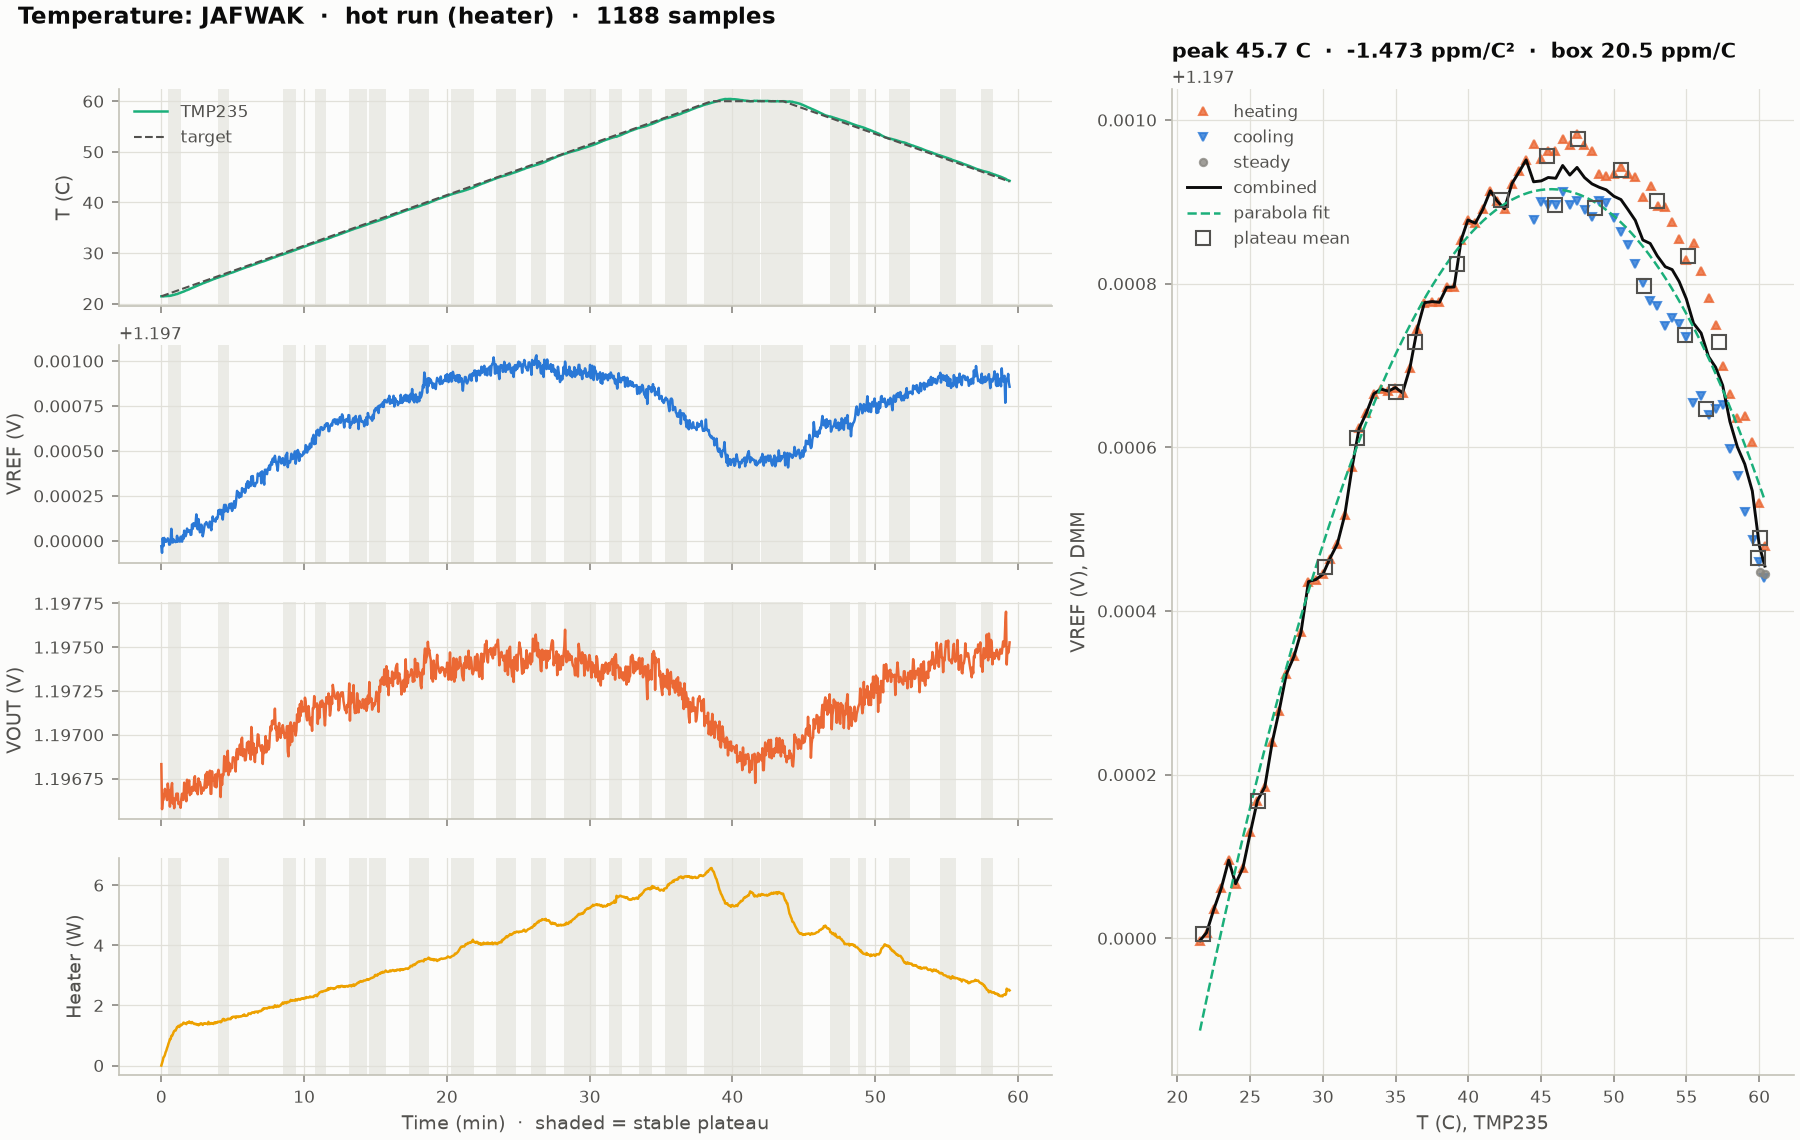 Temperature: JAFWAK · hot run (heater) · 1188 samples
TMP235
target
60
50
40
30
20
T (C)
+1.197
0.00100
0.00075
0.00050
0.00025
0.00000
VREF (V)
1.19775
1.19750
1.19725
1.19700
1.19675
VOUT (V)
6
4
2
0
Heater (W)
0 10 20 30 40 50 60
Time (min) · shaded = stable plateau
peak 45.7 C · -1.473 ppm/C² · box 20.5 ppm/C
+1.197
heating
cooling
steady
combined
parabola fit
plateau mean
0.0010
0.0008
0.0006
0.0004
0.0002
0.0000
VREF (V), DMM
20 25 30 35 40 45 50 55 60
T (C), TMP235